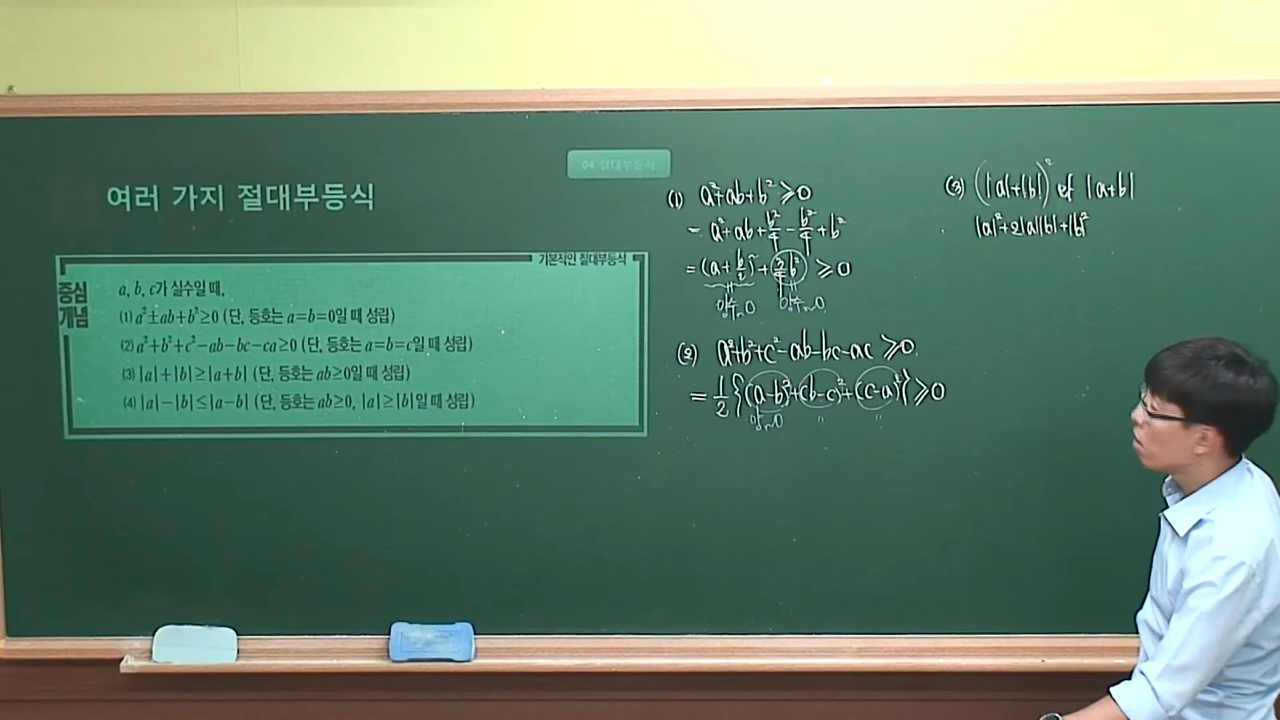 04 절대부등식
여러 가지 절대부등식
기본적인 절대부등식
중심
개념
a, b, c가 실수일 때,
(1) a²±ab+b²≥0 (단, 등호는 a=b=0일 때 성립)
(2) a²+b²+c²-ab-bc-ca≥0 (단, 등호는 a=b=c일 때 성립)
(3) |a|+|b|≥|a+b| (단, 등호는 ab≥0일 때 성립)
(4) |a|-|b|≤|a-b| (단, 등호는 ab≥0, |a|≥|b|일 때 성립)
(1) a²+ab+b² ≥0
= a²+ab+b²/4-b²/4+b²
= (a+b/2)²+(3/4)b² ≥0
(2) a²+b²+c²-ab-bc-ac ≥0
= 1/2{(a-b)²+(b-c)²+(c-a)²} ≥0
(3) (|a|+|b|)² 와 |a+b|
|a|²+2|a||b|+|b|²